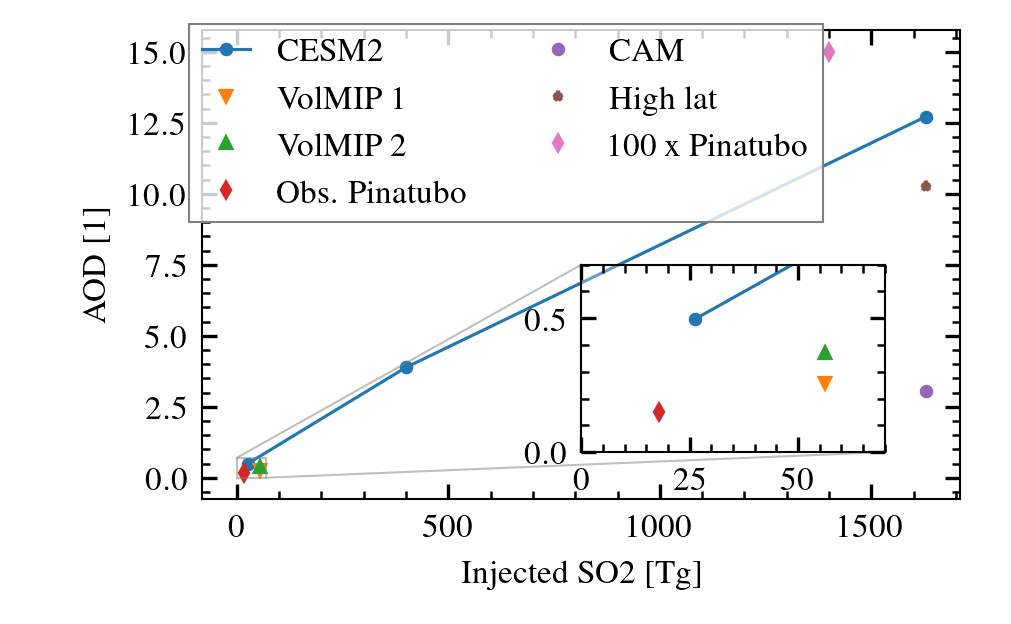 15.0
12.5
10.0
7.5
5.0
2.5
0.0
AOD [1]
CESM2
VolMIP 1
VolMIP 2
Obs. Pinatubo
CAM
High lat
100 x Pinatubo
0.5
0.0
0 25 50
0 500 1000 1500
Injected SO2 [Tg]